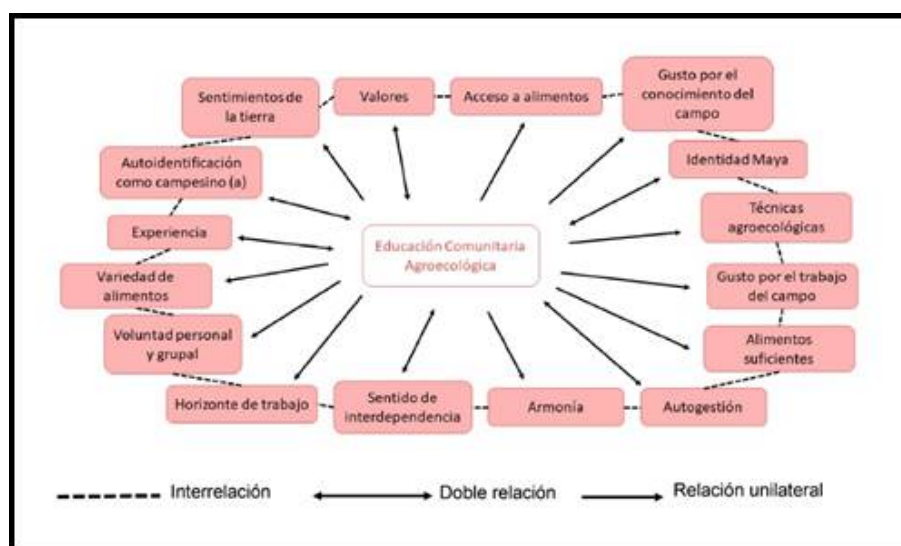 Sentimientos de
la tierra
Valores
Acceso a alimentos
Gusto por el
conocimiento del
campo
Autoidentificación
como campesino (a)
Identidad Maya
Experiencia
Técnicas
agroecológicas
Educación Comunitaria
Agroecológica
Variedad de
alimentos
Gusto por el trabajo
del campo
Voluntad personal
y grupal
Alimentos
suficientes
Horizonte de trabajo
Sentido de
interdependencia
Armonía
Autogestión
Interrelación
Doble relación
Relación unilateral